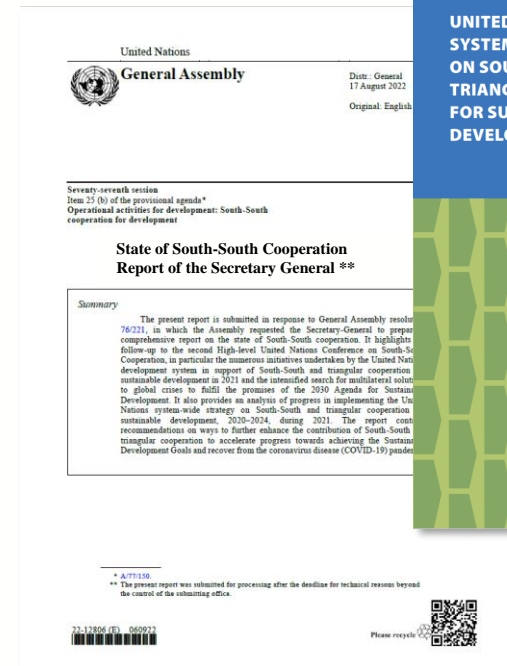 United Nations
General Assembly
Distr.: General
17 August 2022
Original: English
Seventy-seventh session
Item 25 (b) of the provisional agenda*
Operational activities for development: South-South
cooperation for development
State of South-South Cooperation
Report of the Secretary General **
Summary
The present report is submitted in response to General Assembly resolu
76/221, in which the Assembly requested the Secretary-General to prepar
comprehensive report on the state of South-South cooperation. It highlights
follow-up to the second High-level United Nations Conference on South-So
Cooperation, in particular the numerous initiatives undertaken by the United Nati
development system in support of South-South and triangular cooperation
sustainable development in 2021 and the intensified search for multilateral solut
to global crises to fulfil the promises of the 2030 Agenda for Sustaina
Development. It also provides an analysis of progress in implementing the Uni
Nations system-wide strategy on South-South and triangular cooperation
sustainable development, 2020–2024, during 2021. The report cont
recommendations on ways to further enhance the contribution of South-South
triangular cooperation to accelerate progress towards achieving the Sustaina
Development Goals and recover from the coronavirus disease (COVID-19) pander
* A/77/150.
** The present report was submitted for processing after the deadline for technical reasons beyond
the control of the submitting office.
22-12806 (E) 060922
Please recycle
UNITED
SYSTEM
ON SOU
TRIANG
FOR SU
DEVELO